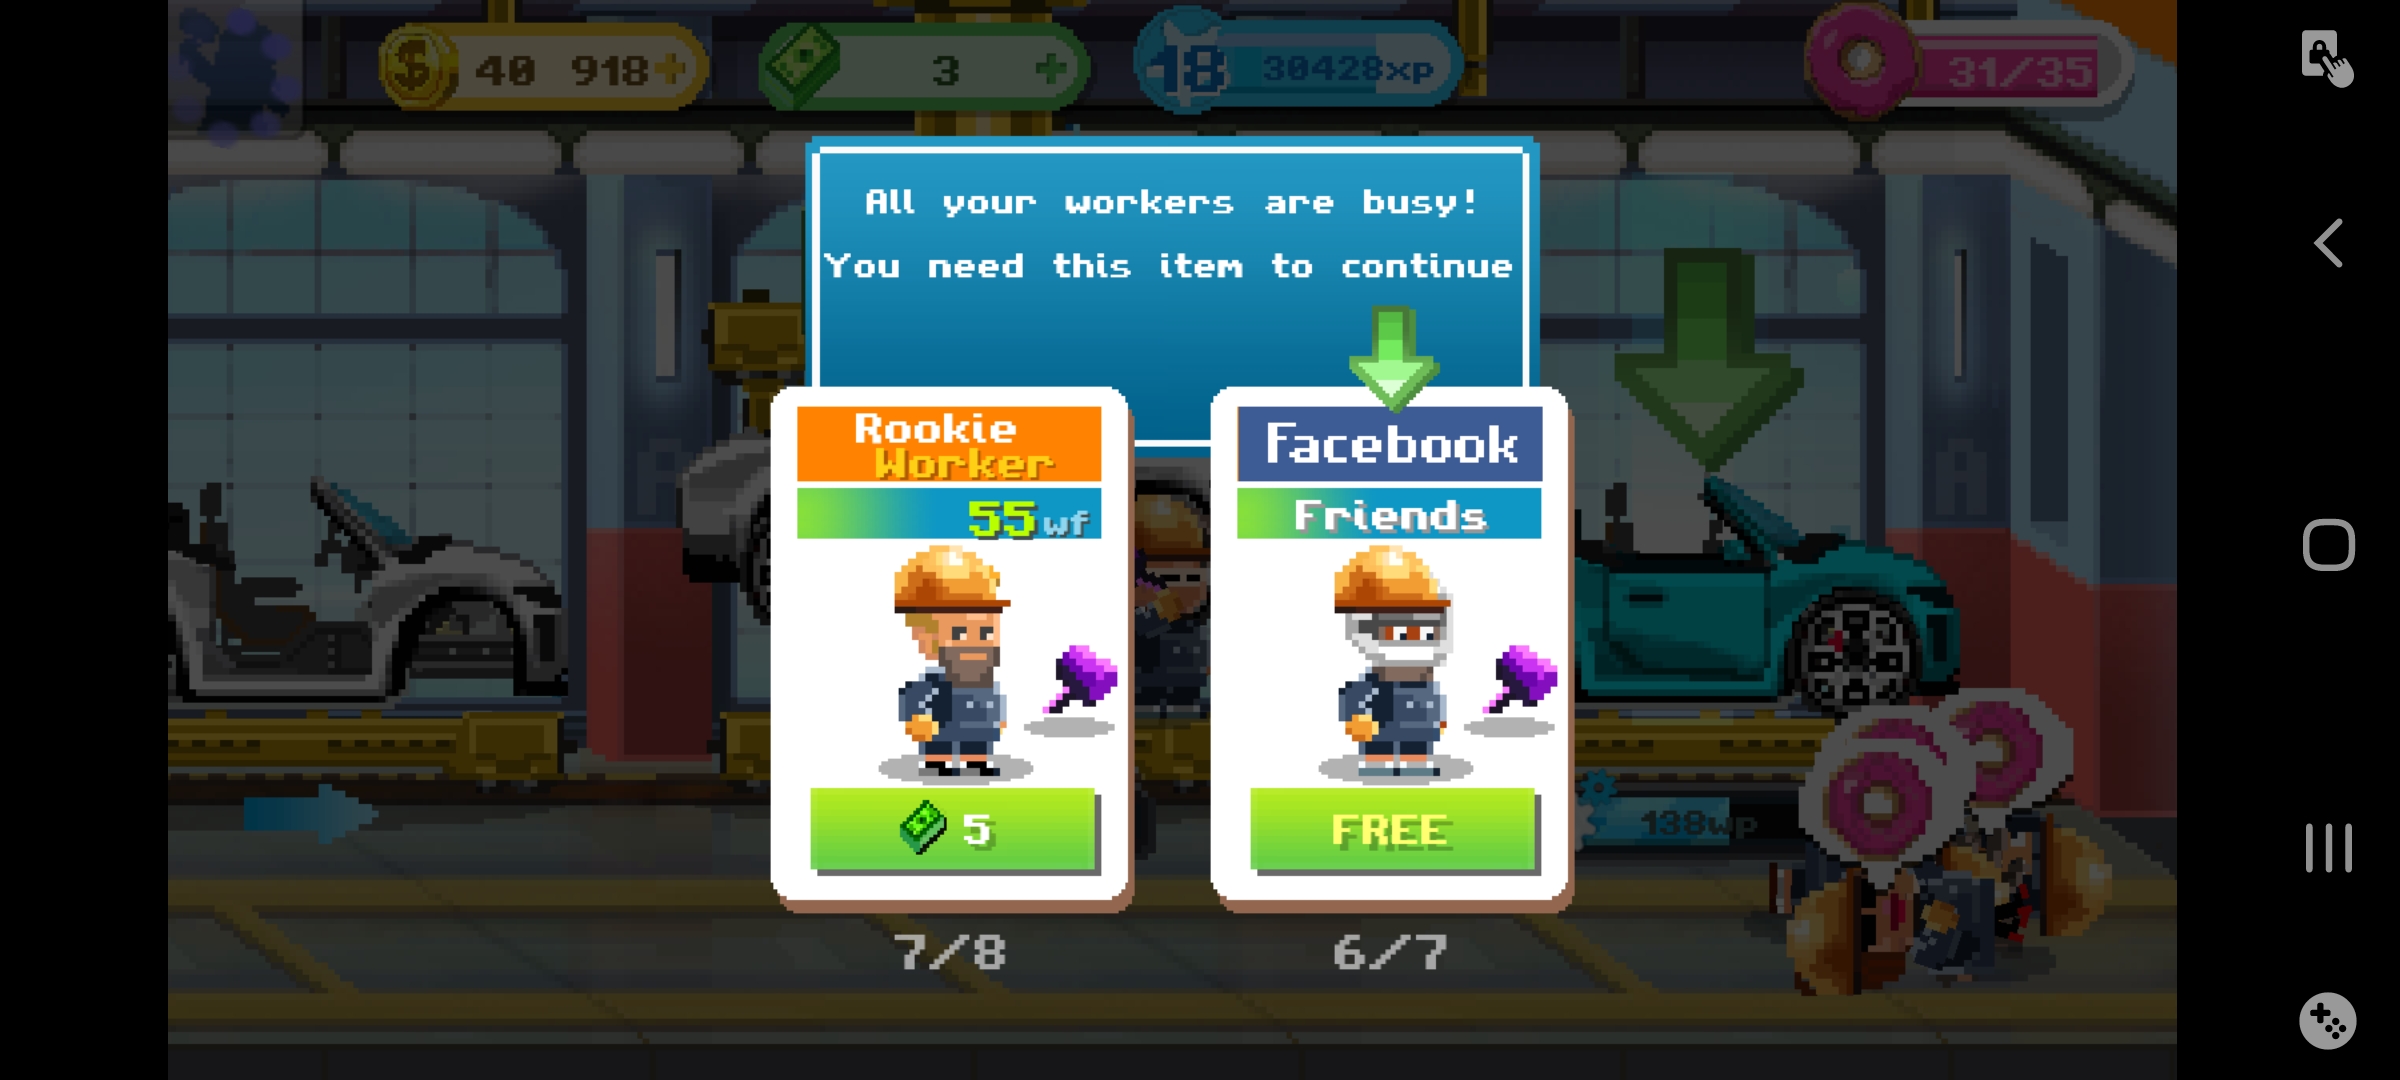 40 918
3
18
30428xp
31/35
All your workers are busy!
You need this item to continue
Rookie
Worker
55wf
5
7/8
Facebook
Friends
FREE
6/7
138wp